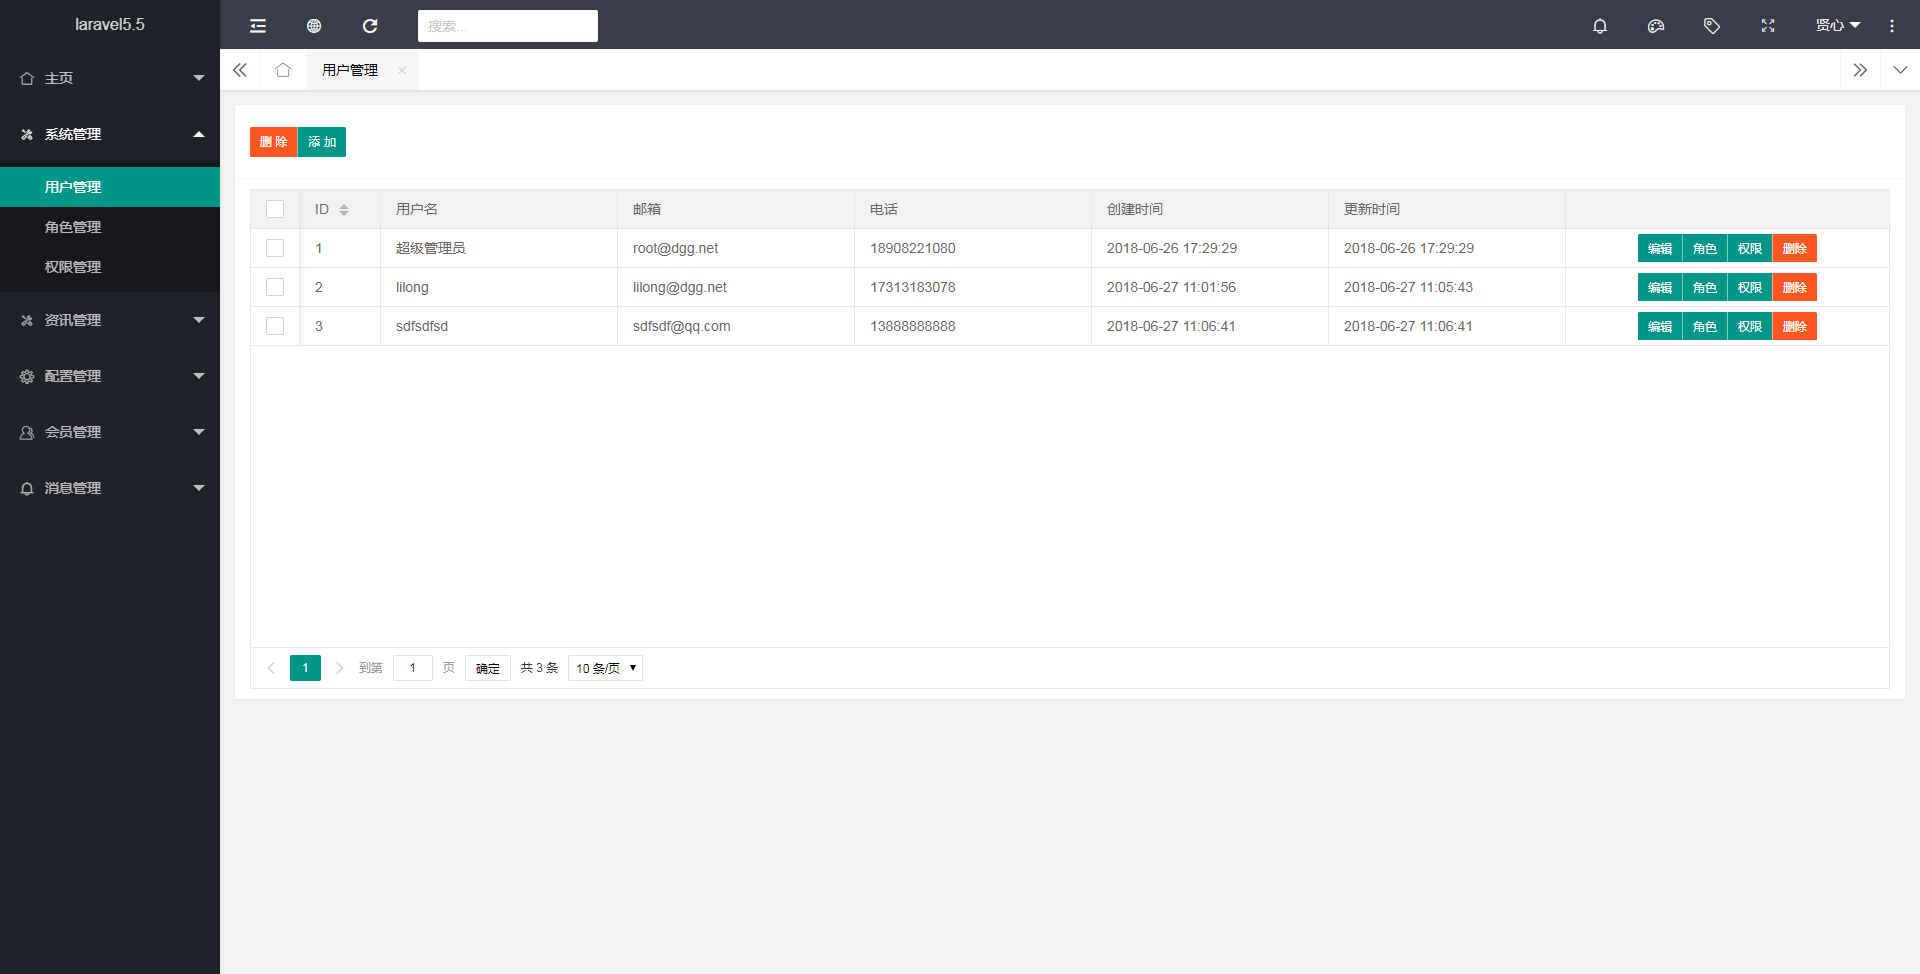 laravel5.5
主页
系统管理
用户管理
角色管理
权限管理
资讯管理
配置管理
会员管理
消息管理
搜索...
贤心
用户管理
删除 添加
ID 用户名 邮箱 电话 创建时间 更新时间
1 超级管理员 root@dgg.net 18908221080 2018-06-26 17:29:29 2018-06-26 17:29:29 编辑 角色 权限 删除
2 lilong lilong@dgg.net 17313183078 2018-06-27 11:01:56 2018-06-27 11:05:43 编辑 角色 权限 删除
3 sdfsdfsd sdfsdf@qq.com 13888888888 2018-06-27 11:06:41 2018-06-27 11:06:41 编辑 角色 权限 删除
1 到第 1 页 确定 共 3 条 10 条/页